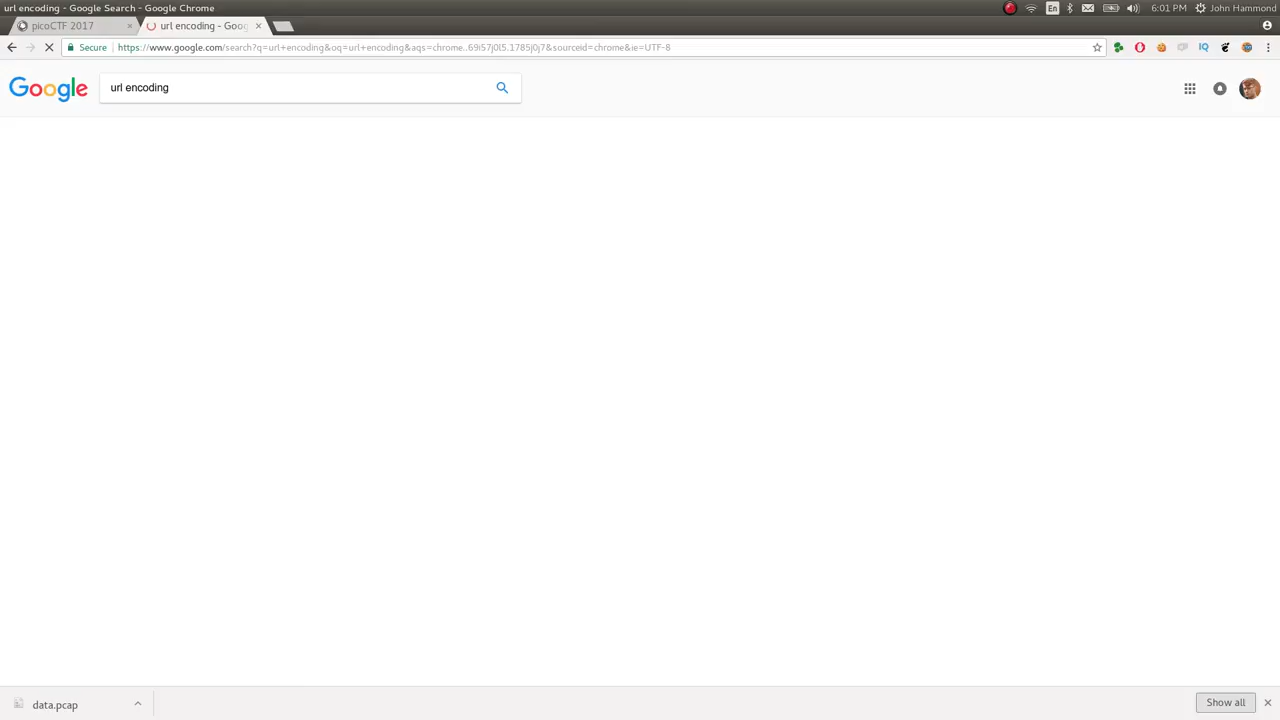 url encoding - Google Search - Google Chrome
En
6:01 PM
John Hammond
picoCTF 2017
url encoding - Goog
Secure
https://www.google.com/search?q=url+encoding&oq=url+encoding&aqs=chrome..69i57j0l5.1785j0j7&sourceid=chrome&ie=UTF-8
IQ
Google
url encoding
data.pcap
Show all